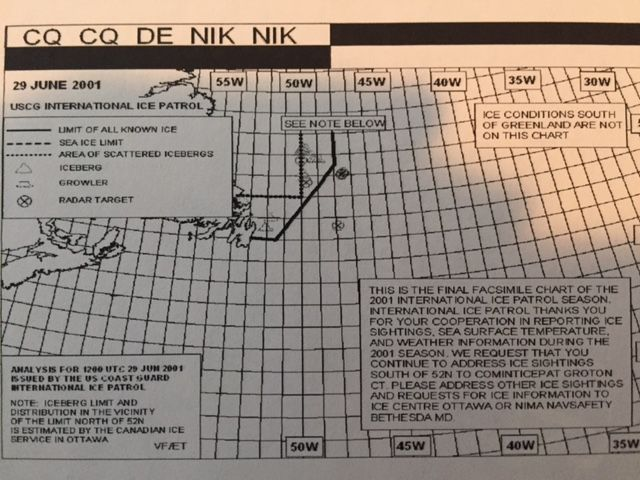 CQ CQ DE NIK NIK
29 JUNE 2001
55W 50W 45W 40W 35W 30W
USCG INTERNATIONAL ICE PATROL
LIMIT OF ALL KNOWN ICE
SEA ICE LIMIT
AREA OF SCATTERED ICEBERGS
ICEBERG
GROWLER
RADAR TARGET
SEE NOTE BELOW
ICE CONDITIONS SOUTH
OF GREENLAND ARE NOT
ON THIS CHART
THIS IS THE FINAL FACSIMILE CHART OF THE
2001 INTERNATIONAL ICE PATROL SEASON.
INTERNATIONAL ICE PATROL THANKS YOU
FOR YOUR COOPERATION IN REPORTING ICE
SIGHTINGS, SEA SURFACE TEMPERATURE,
AND WEATHER INFORMATION DURING THE
2001 SEASON. WE REQUEST THAT YOU
CONTINUE TO ADDRESS ICE SIGHTINGS
SOUTH OF 52N TO COMINTICEPAT GROTON
CT. PLEASE ADDRESS OTHER ICE SIGHTINGS
AND REQUESTS FOR ICE INFORMATION TO
ICE CENTRE OTTAWA OR NIMA NAVSAFETY
BETHESDA MD.
ANALYSIS FOR 1200 UTC 29 JUN 2001
ISSUED BY THE US COAST GUARD
INTERNATIONAL ICE PATROL
NOTE: ICEBERG LIMIT AND
DISTRIBUTION IN THE VICINITY
OF THE LIMIT NORTH OF 52N
IS ESTIMATED BY THE CANADIAN ICE
SERVICE IN OTTAWA
VF/ET
50W 45W 40W 35W